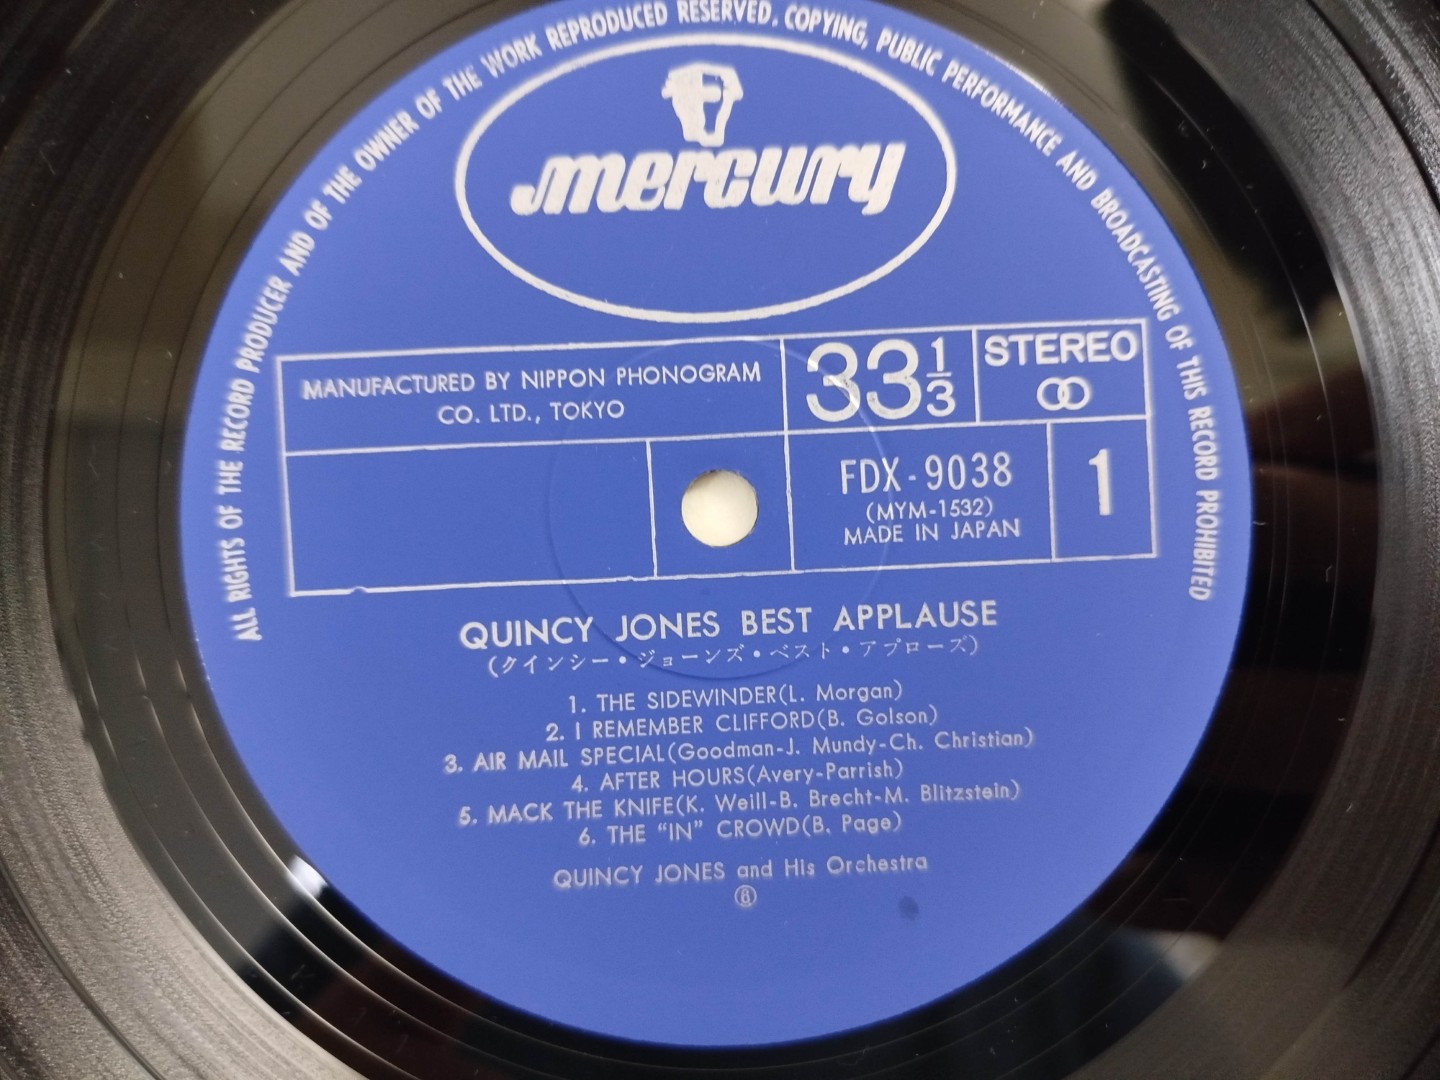 ALL RIGHTS OF THE RECORD PRODUCER AND OF THE OWNER OF THE WORK REPRODUCED RESERVED. COPYING, PUBLIC PERFORMANCE AND BROADCASTING OF THIS RECORD PROHIBITED
mercury
MANUFACTURED BY NIPPON PHONOGRAM
CO. LTD., TOKYO
33 1/3
STEREO
FDX-9038
(MYM-1532)
MADE IN JAPAN
1
QUINCY JONES BEST APPLAUSE
(クインシー・ジョーンズ・ベスト・アプローズ)
1. THE SIDEWINDER(L. Morgan)
2. I REMEMBER CLIFFORD(B. Golson)
3. AIR MAIL SPECIAL(Goodman-J. Mundy-Ch. Christian)
4. AFTER HOURS(Avery-Parrish)
5. MACK THE KNIFE(K. Weill-B. Brecht-M. Blitzstein)
6. THE "IN" CROWD(B. Page)
QUINCY JONES and His Orchestra